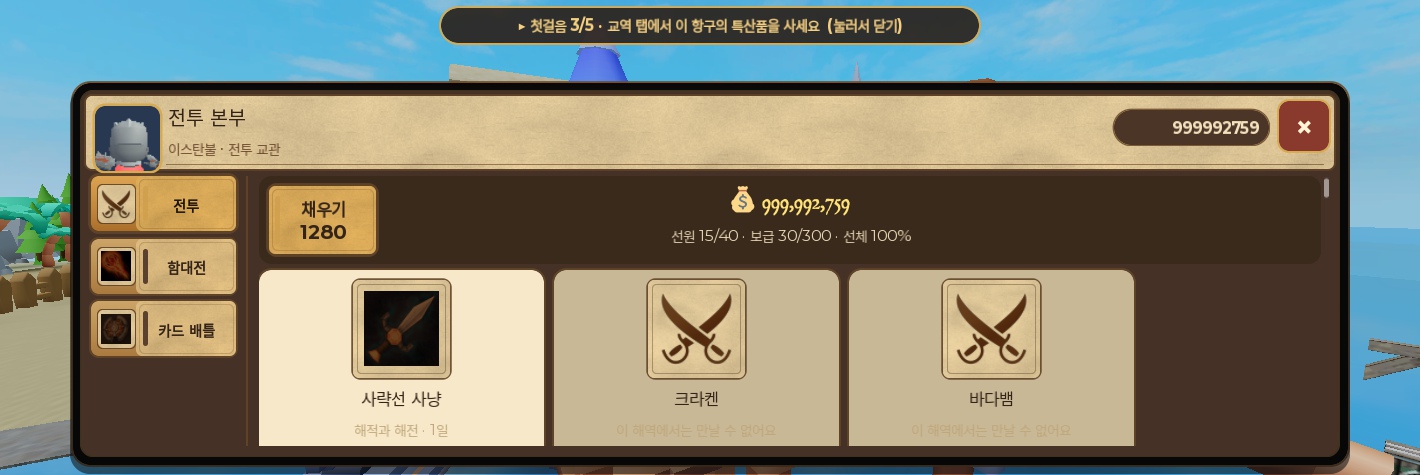 ▸ 첫걸음 3/5 · 교역 탭에서 이 항구의 특산품을 사세요 (눌러서 닫기)
전투 본부
이스탄불 · 전투 교관
999992759
×
전투
함대전
카드 배틀
채우기
1280
$ 999,992,759
선원 15/40 · 보급 30/300 · 선체 100%
사략선 사냥
해적과 해전 · 1일
크라켄
이 해역에서는 만날 수 없어요
바다뱀
이 해역에서는 만날 수 없어요